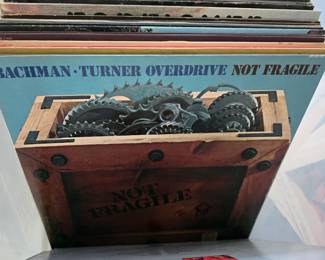 BACHMAN · TURNER OVERDRIVE NOT FRAGILE
NOT
FRAGILE